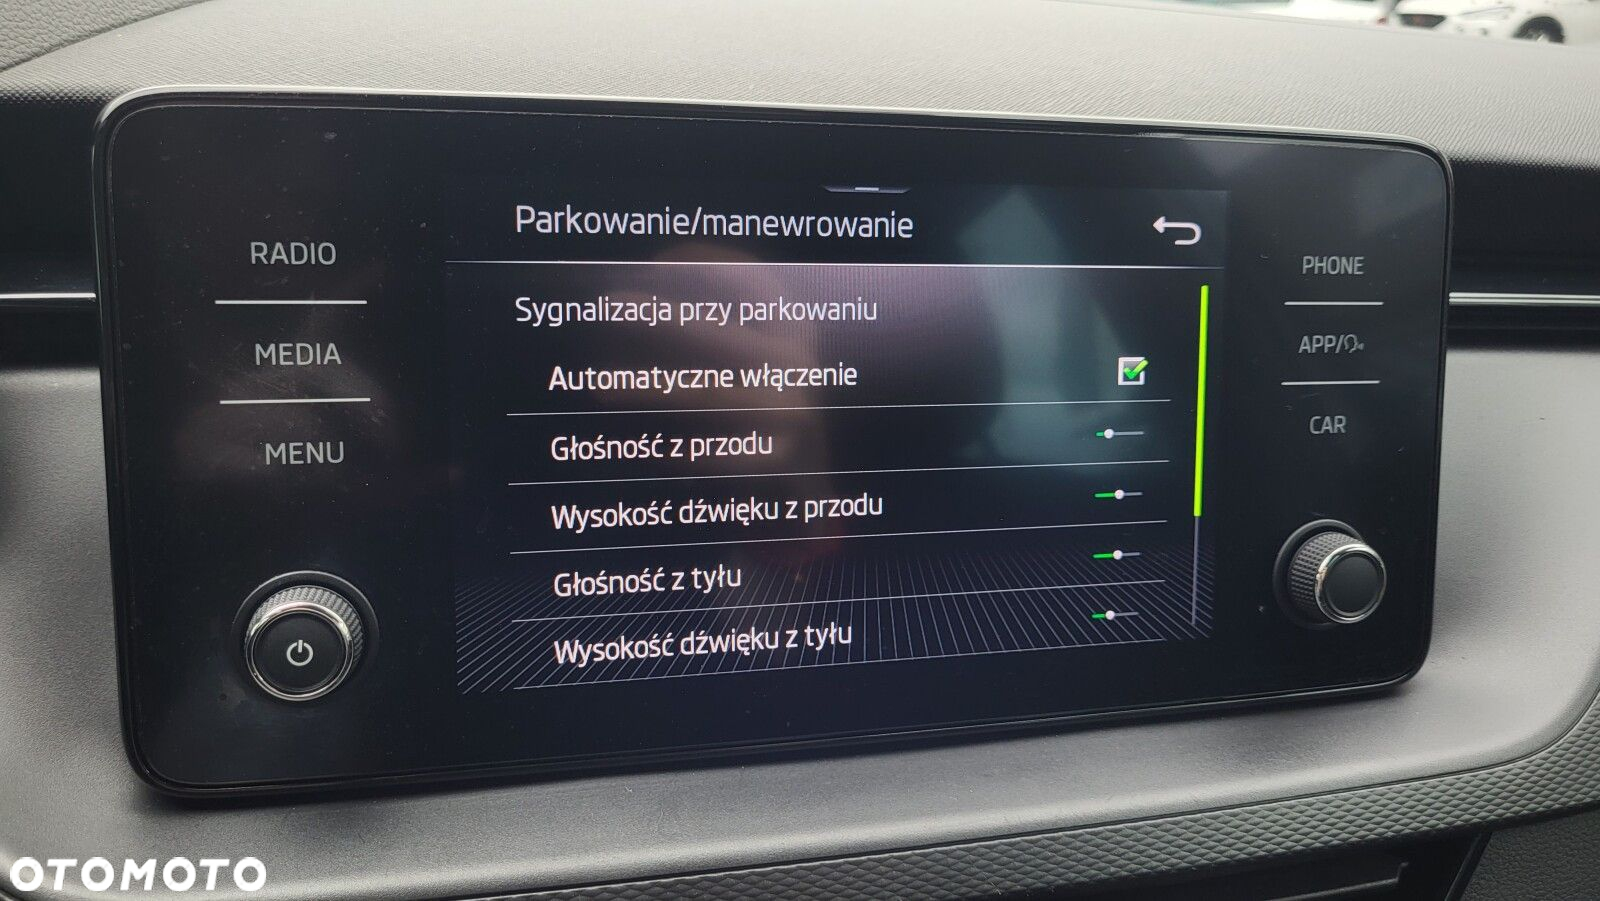 Parkowanie/manewrowanie
RADIO
MEDIA
MENU
Sygnalizacja przy parkowaniu
Automatyczne włączenie
Głośność z przodu
Wysokość dźwięku z przodu
Głośność z tyłu
Wysokość dźwięku z tyłu
PHONE
APP/
CAR
OTOMOTO